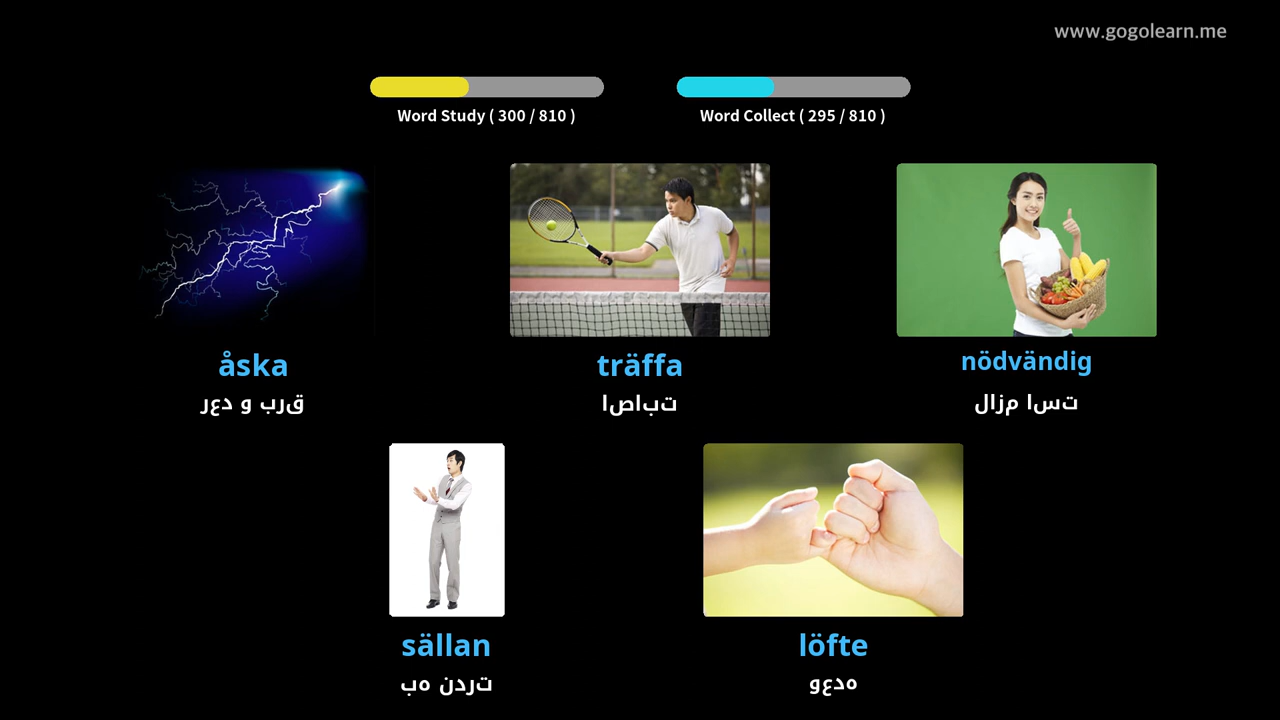 www.gogolearn.me
Word Study ( 300 / 810 )
Word Collect ( 295 / 810 )
åska
رعد و برق
träffa
اصابت
nödvändig
لازم است
sällan
به ندرت
löfte
وعده